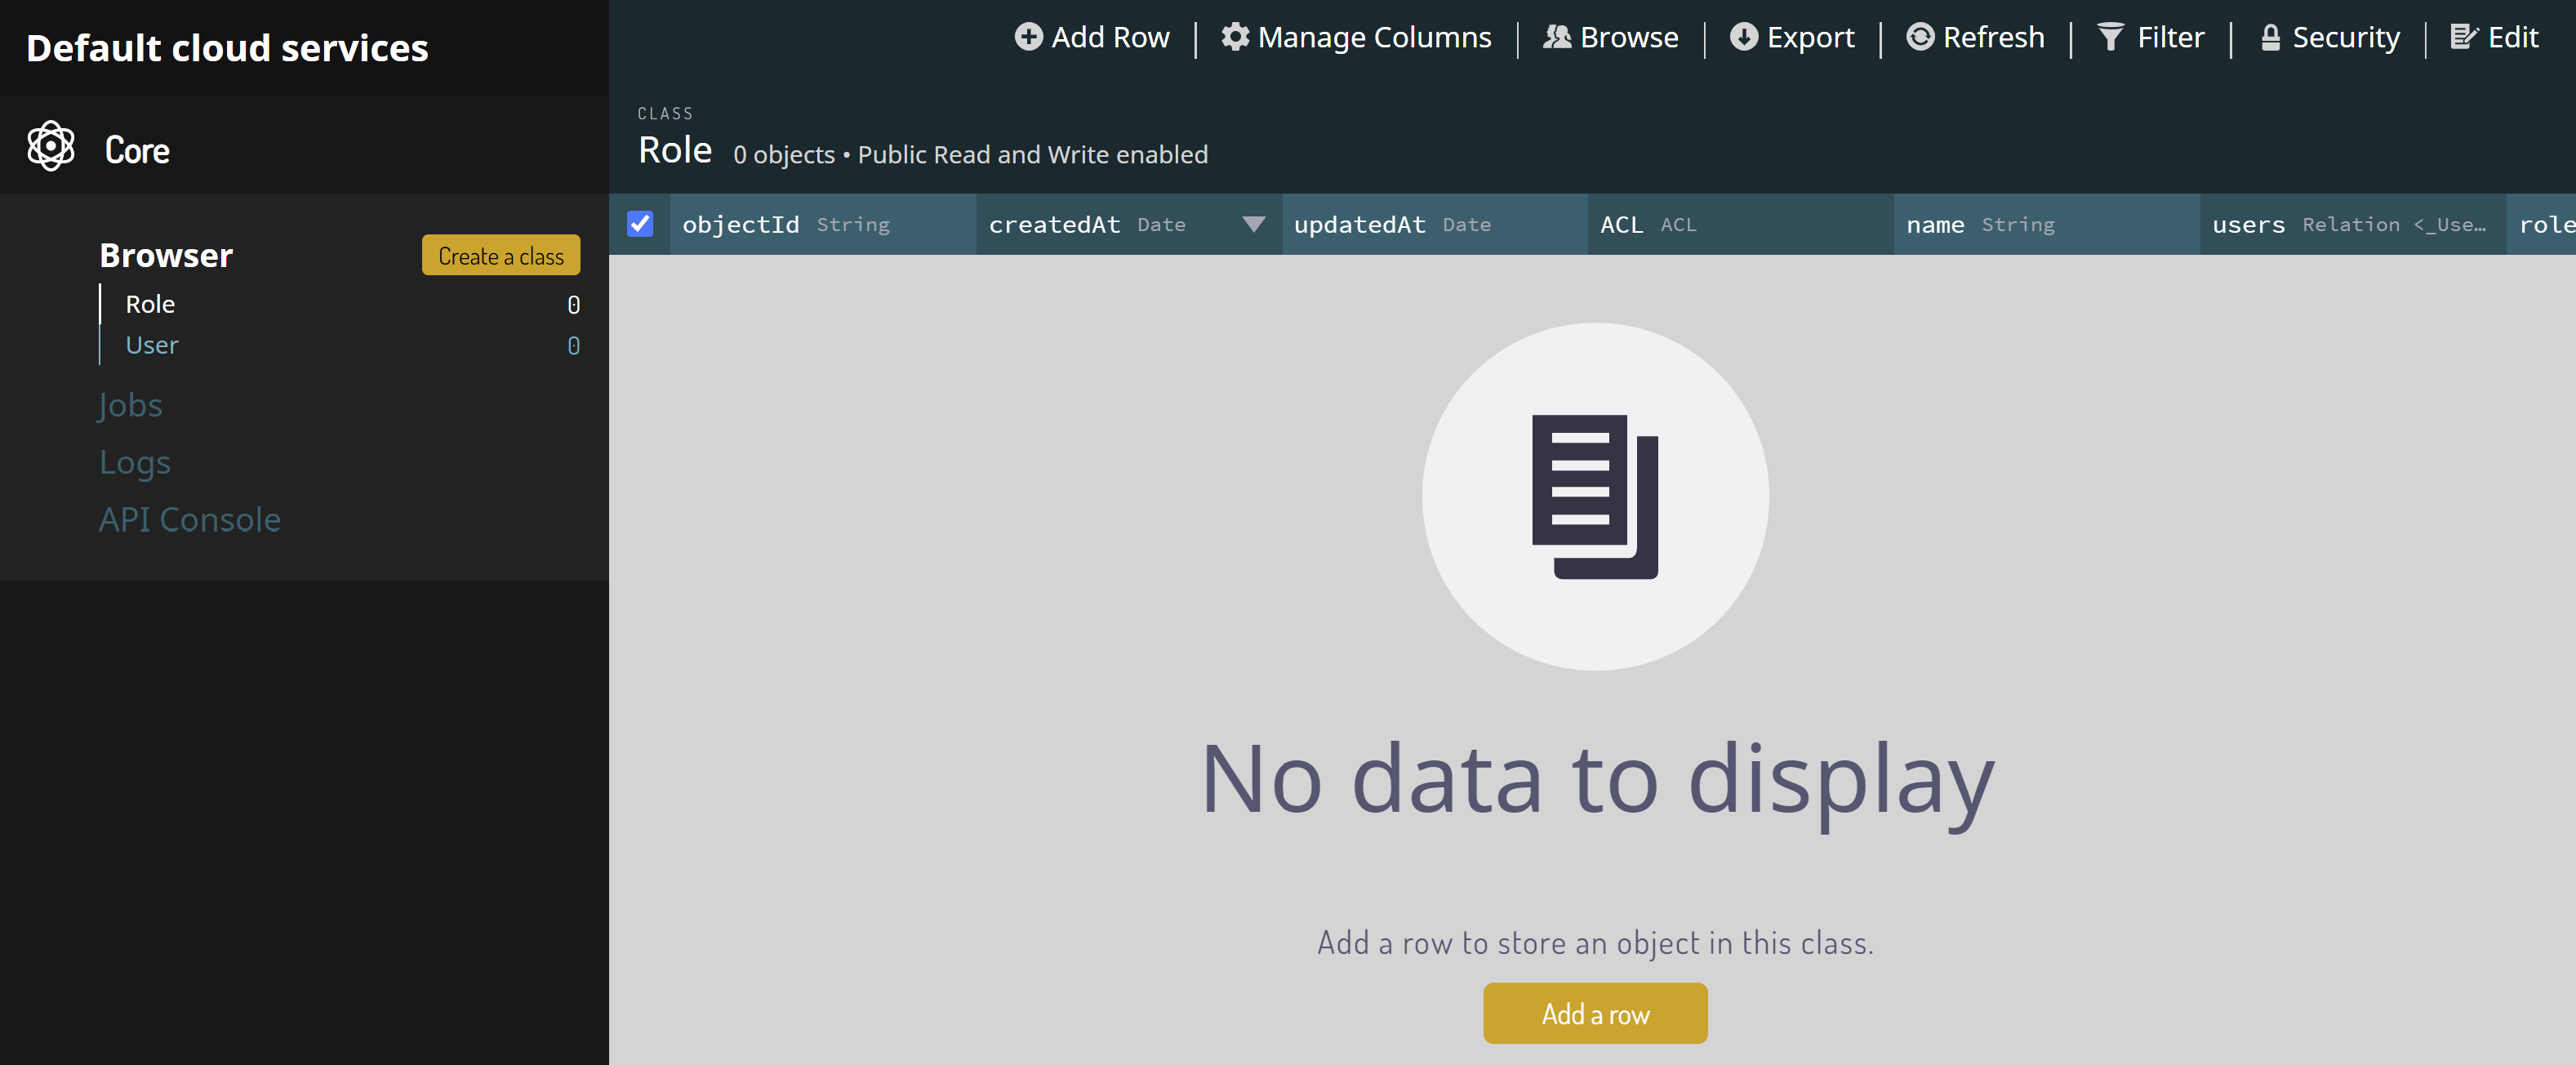 Default cloud services
Add Row
Manage Columns
Browse
Export
Refresh
Filter
Security
Edit
Core
CLASS
Role 0 objects • Public Read and Write enabled
objectId String
createdAt Date
updatedAt Date
ACL ACL
name String
users Relation <_Use…
role
Browser
Create a class
Role 0
User 0
Jobs
Logs
API Console
No data to display
Add a row to store an object in this class.
Add a row